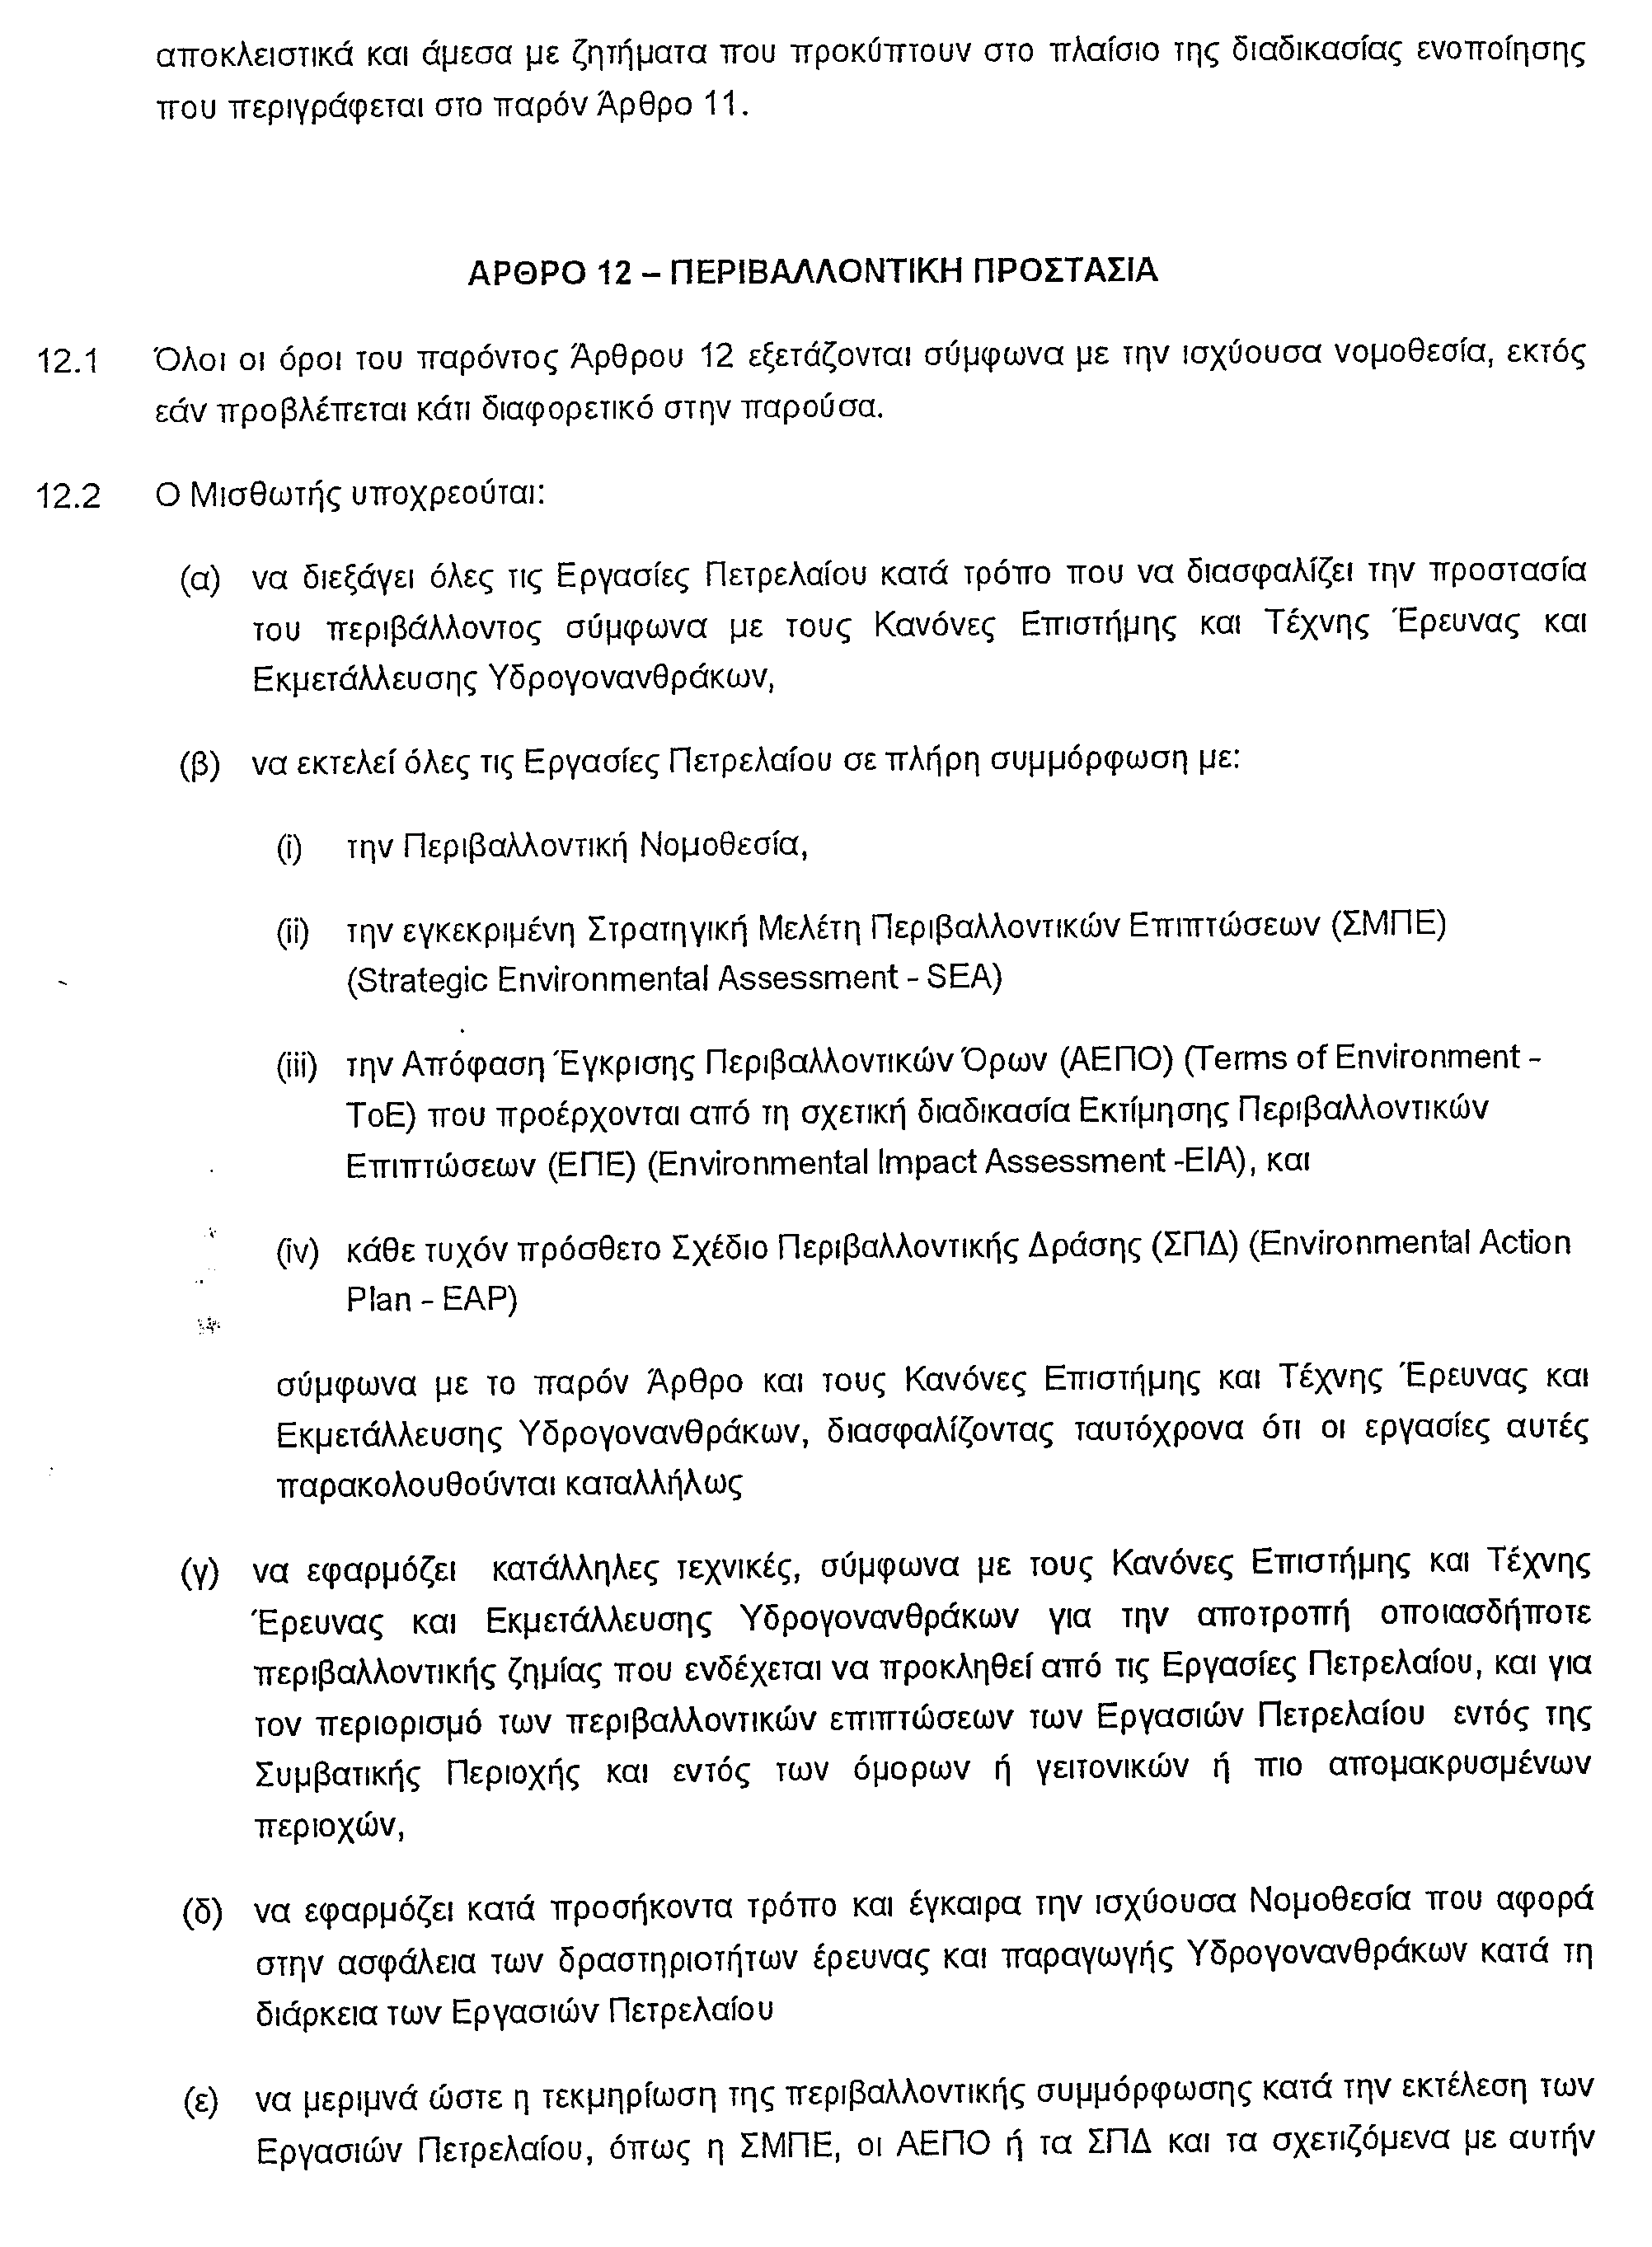 αποκλειστικά και άμεσα με ζητήματα που προκύπτουν στο πλαίσιο της διαδικασίας ενοποίησης
που περιγράφεται στο παρόν Άρθρο 11.
ΑΡΘΡΟ 12 – ΠΕΡΙΒΑΛΛΟΝΤΙΚΗ ΠΡΟΣΤΑΣΙΑ
12.1 Όλοι οι όροι του παρόντος Άρθρου 12 εξετάζονται σύμφωνα με την ισχύουσα νομοθεσία, εκτός
εάν προβλέπεται κάτι διαφορετικό στην παρούσα.
12.2 Ο Μισθωτής υποχρεούται:
(α) να διεξάγει όλες τις Εργασίες Πετρελαίου κατά τρόπο που να διασφαλίζει την προστασία
του περιβάλλοντος σύμφωνα με τους Κανόνες Επιστήμης και Τέχνης Έρευνας και
Εκμετάλλευσης Υδρογονανθράκων,
(β) να εκτελεί όλες τις Εργασίες Πετρελαίου σε πλήρη συμμόρφωση με:
(i) την Περιβαλλοντική Νομοθεσία,
(ii) την εγκεκριμένη Στρατηγική Μελέτη Περιβαλλοντικών Επιπτώσεων (ΣΜΠΕ)
(Strategic Environmental Assessment - SEA)
(iii) την Απόφαση Έγκρισης Περιβαλλοντικών Όρων (ΑΕΠΟ) (Terms of Environment -
ToE) που προέρχονται από τη σχετική διαδικασία Εκτίμησης Περιβαλλοντικών
Επιπτώσεων (ΕΠΕ) (Environmental Impact Assessment -EIA), και
(iv) κάθε τυχόν πρόσθετο Σχέδιο Περιβαλλοντικής Δράσης (ΣΠΔ) (Environmental Action
Plan - EAP)
σύμφωνα με το παρόν Άρθρο και τους Κανόνες Επιστήμης και Τέχνης Έρευνας και
Εκμετάλλευσης Υδρογονανθράκων, διασφαλίζοντας ταυτόχρονα ότι οι εργασίες αυτές
παρακολουθούνται καταλλήλως
(γ) να εφαρμόζει κατάλληλες τεχνικές, σύμφωνα με τους Κανόνες Επιστήμης και Τέχνης
Έρευνας και Εκμετάλλευσης Υδρογονανθράκων για την αποτροπή οποιασδήποτε
περιβαλλοντικής ζημίας που ενδέχεται να προκληθεί από τις Εργασίες Πετρελαίου, και για
τον περιορισμό των περιβαλλοντικών επιπτώσεων των Εργασιών Πετρελαίου εντός της
Συμβατικής Περιοχής και εντός των όμορων ή γειτονικών ή πιο απομακρυσμένων
περιοχών,
(δ) να εφαρμόζει κατά προσήκοντα τρόπο και έγκαιρα την ισχύουσα Νομοθεσία που αφορά
στην ασφάλεια των δραστηριοτήτων έρευνας και παραγωγής Υδρογονανθράκων κατά τη
διάρκεια των Εργασιών Πετρελαίου
(ε) να μεριμνά ώστε η τεκμηρίωση της περιβαλλοντικής συμμόρφωσης κατά την εκτέλεση των
Εργασιών Πετρελαίου, όπως η ΣΜΠΕ, οι ΑΕΠΟ ή τα ΣΠΔ και τα σχετιζόμενα με αυτήν